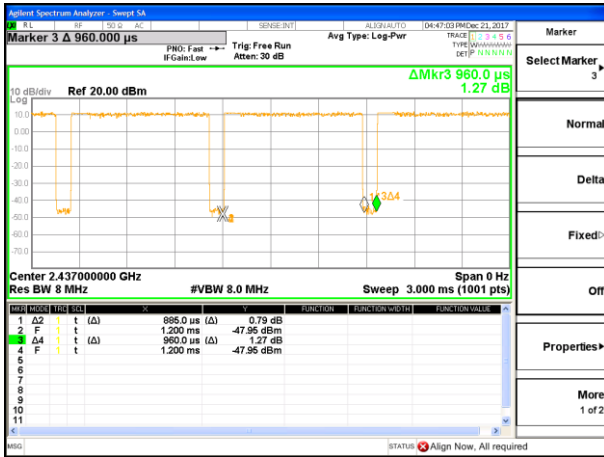 Agilent Spectrum Analyzer - Swept SA
RL RF 50 Ω AC SENSE:INT ALIGN AUTO 04:47:03 PM Dec 21, 2017
Marker 3 Δ 960.000 µs
PNO: Fast
IFGain:Low
Trig: Free Run
Atten: 30 dB
Avg Type: Log-Pwr
TRACE 1 2 3 4 5 6
TYPE W
DET P N N N N N
ΔMkr3 960.0 µs
1.27 dB
10 dB/div Ref 20.00 dBm
Log
10.0
0.00
-10.0
-20.0
-30.0
-40.0
-50.0
-60.0
-70.0
3Δ4
Center 2.437000000 GHz Span 0 Hz
Res BW 8 MHz #VBW 8.0 MHz Sweep 3.000 ms (1001 pts)
MKR MODE TRC SCL X Y FUNCTION FUNCTION WIDTH FUNCTION VALUE
1 Δ2 1 t (Δ) 885.0 µs (Δ) 0.79 dB
2 F 1 t 1.200 ms -47.95 dBm
3 Δ4 1 t (Δ) 960.0 µs (Δ) 1.27 dB
4 F 1 t 1.200 ms -47.95 dBm
5
6
7
8
9
10
11
MSG STATUS Align Now, All required
Marker
Select Marker
3
Normal
Delta
Fixed
Off
Properties
More
1 of 2